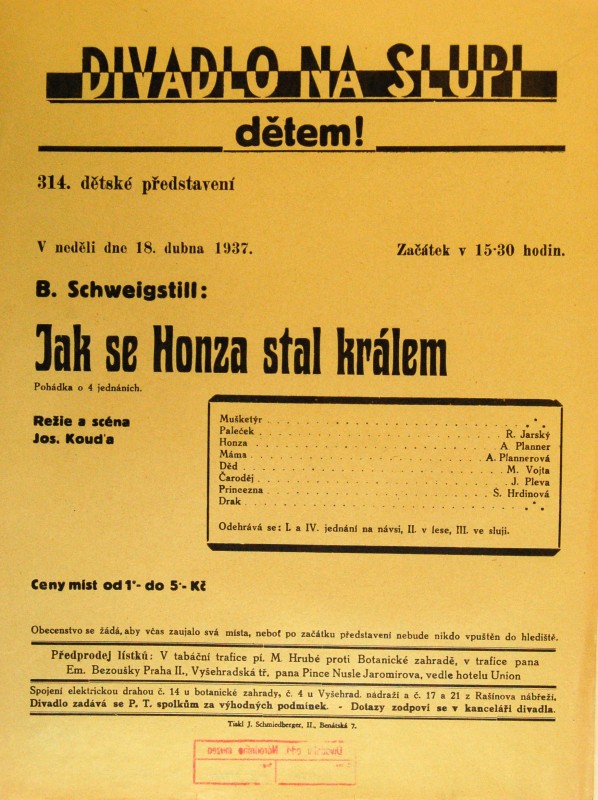 DIVADLO NA SLUPI
dětem!
314. dětské představení
V neděli dne 18. dubna 1937.
Začátek v 15·30 hodin.
B. Schweigstill:
Jak se Honza stal králem
Pohádka o 4 jednáních.
Režie a scéna
Jos. Kouďa
Mušketýr . . . . . . . . . . . . . . . . . . . . . . . . * * *
Paleček . . . . . . . . . . . . . . . . . . . . . . . . R. Jarský
Honza . . . . . . . . . . . . . . . . . . . . . . . . A Planner
Máma . . . . . . . . . . . . . . . . . . . . . . . . A. Plannerová
Děd . . . . . . . . . . . . . . . . . . . . . . . . M. Vojta
Čaroděj . . . . . . . . . . . . . . . . . . . . . . . . J. Pleva
Princezna . . . . . . . . . . . . . . . . . . . . . . . . S. Hrdinová
Drak . . . . . . . . . . . . . . . . . . . . . . . . * * *
Odehrává se: I. a IV. jednání na návsi, II. v lese, III. ve sluji.
Ceny míst od 1·- do 5·- Kč
Obecenstvo se žádá, aby včas zaujalo svá místa, neboť po začátku představení nebude nikdo vpuštěn do hlediště.
Předprodej lístků: V tabáční trafice pí. M. Hrubé proti Botanické zahradě, v trafice pana
Em. Bezoušky Praha II., Vyšehradská tř, pana Pince Nusle Jaromírova, vedle hotelu Union
Spojení elektrickou drahou č. 14 u botanické zahrady, č. 4 u Vyšehrad. nádraží a č. 17 a 21 z Rašínova nábřeží,
Divadlo zadává se P. T. spolkům za výhodných podmínek. - Dotazy zodpoví se v kanceláři divadla.
Tiskl J. Schmiedberger, II., Benátská 7.